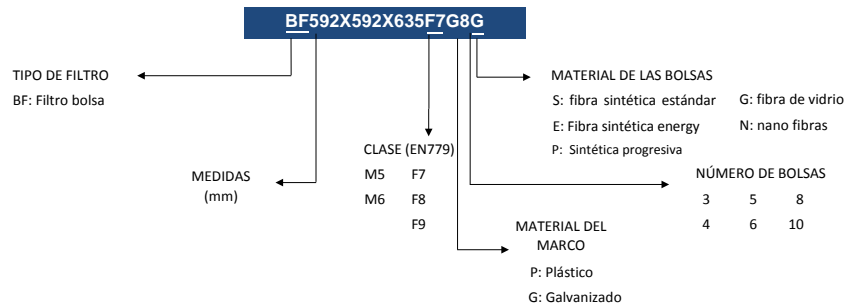 BF592X592X635F7G8G
TIPO DE FILTRO
BF: Filtro bolsa
MEDIDAS
(mm)
CLASE (EN779)
M5 F7
M6 F8
F9
MATERIAL DEL
MARCO
P: Plástico
G: Galvanizado
MATERIAL DE LAS BOLSAS
S: fibra sintética estándar G: fibra de vidrio
E: Fibra sintética energy N: nano fibras
P: Sintética progresiva
NÚMERO DE BOLSAS
3 5 8
4 6 10